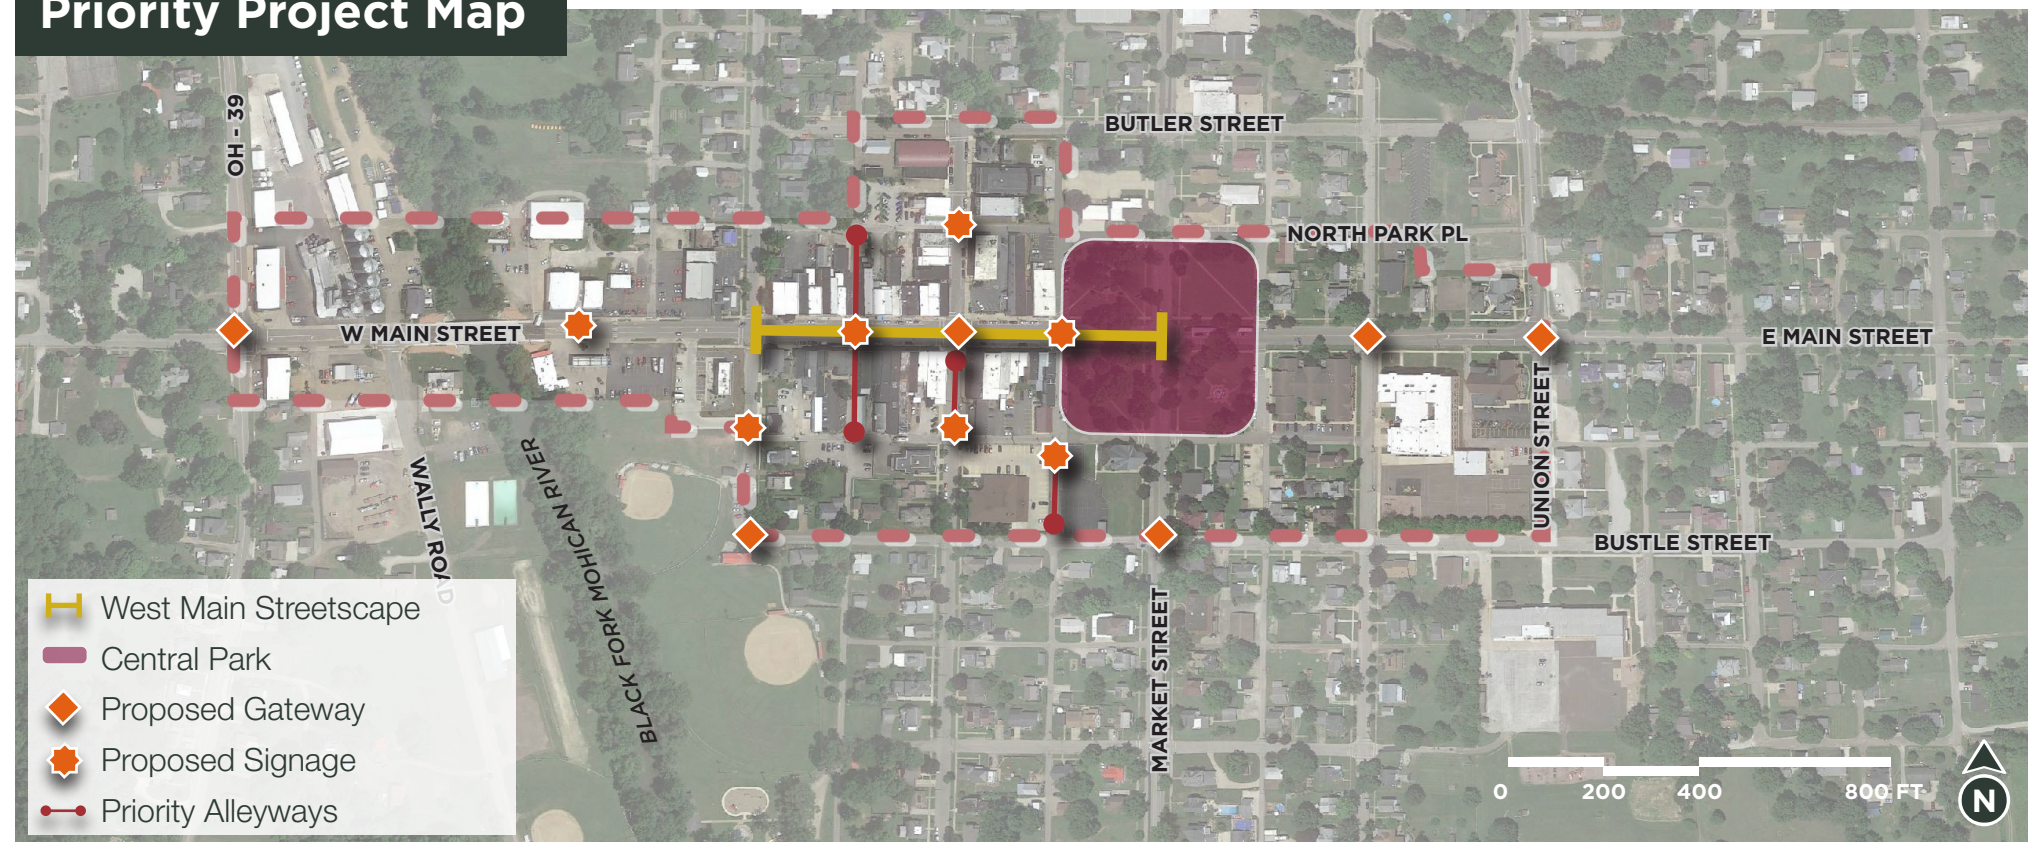 Priority Project Map
OH - 39
BUTLER STREET
NORTH PARK PL
W MAIN STREET
E MAIN STREET
UNION STREET
WALLY ROAD
BLACK FORK MOHICAN RIVER
BUSTLE STREET
MARKET STREET
West Main Streetscape
Central Park
Proposed Gateway
Proposed Signage
Priority Alleyways
0 200 400 800 FT
N